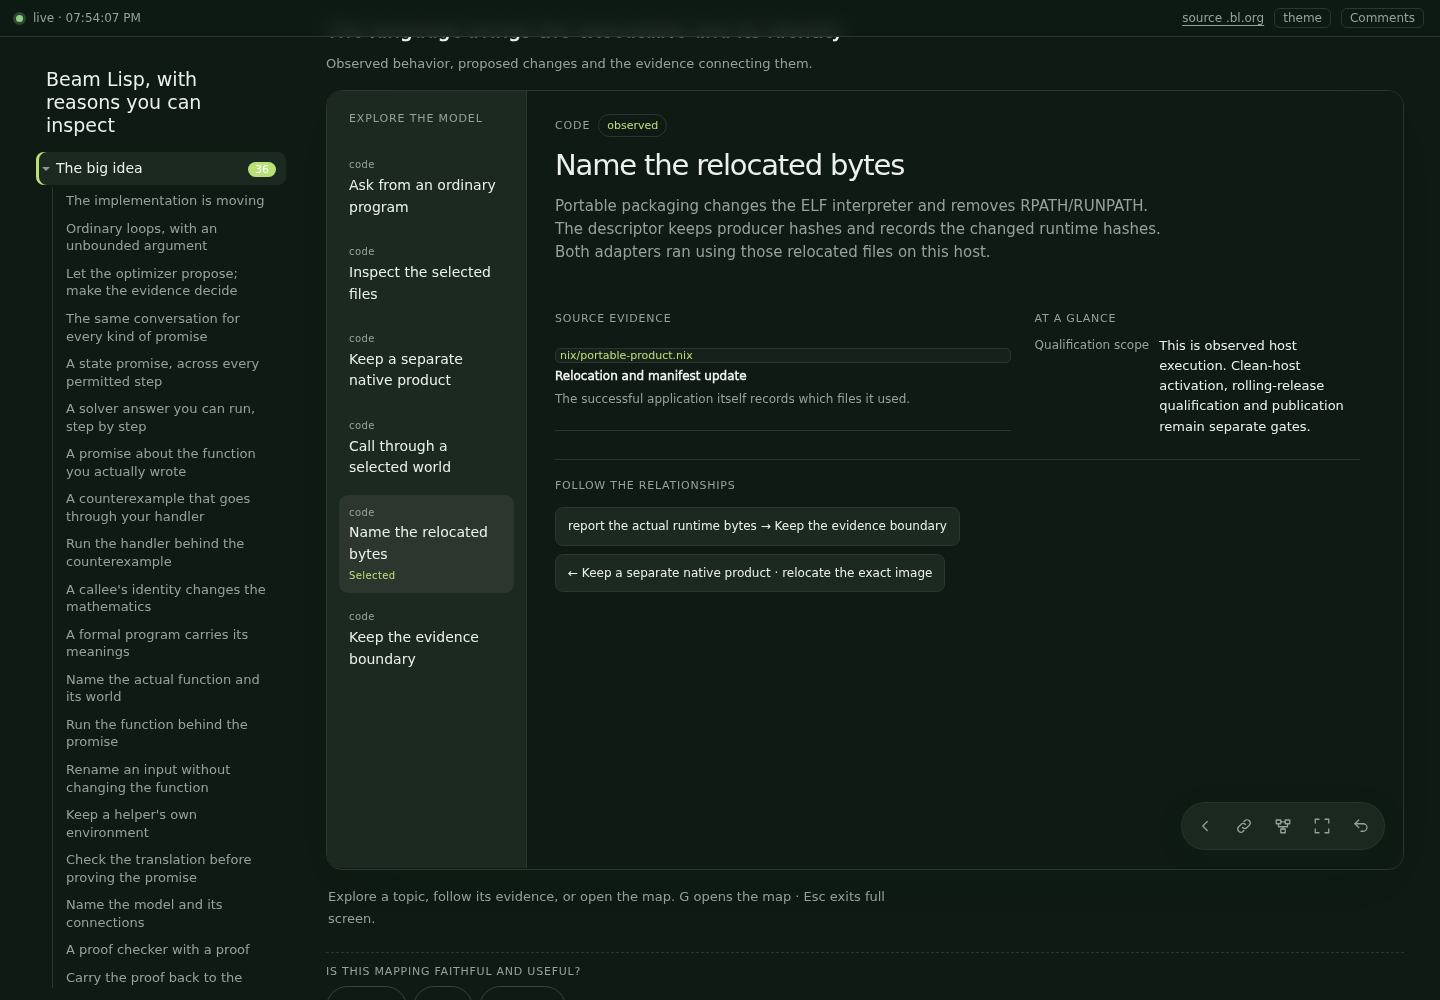 live · 07:54:07 PM
source .bl.org
theme
Comments
Beam Lisp, with
reasons you can
inspect
The big idea
36
The implementation is moving
Ordinary loops, with an
unbounded argument
Let the optimizer propose;
make the evidence decide
The same conversation for
every kind of promise
A state promise, across every
permitted step
A solver answer you can run,
step by step
A promise about the function
you actually wrote
A counterexample that goes
through your handler
Run the handler behind the
counterexample
A callee's identity changes the
mathematics
A formal program carries its
meanings
Name the actual function and
its world
Run the function behind the
promise
Rename an input without
changing the function
Keep a helper's own
environment
Check the translation before
proving the promise
Name the model and its
connections
A proof checker with a proof
Carry the proof back to the
Observed behavior, proposed changes and the evidence connecting them.
EXPLORE THE MODEL
code
Ask from an ordinary
program
code
Inspect the selected
files
code
Keep a separate
native product
code
Call through a
selected world
code
Name the relocated
bytes
Selected
code
Keep the evidence
boundary
CODE
observed
Name the relocated bytes
Portable packaging changes the ELF interpreter and removes RPATH/RUNPATH.
The descriptor keeps producer hashes and records the changed runtime hashes.
Both adapters ran using those relocated files on this host.
SOURCE EVIDENCE
nix/portable-product.nix
Relocation and manifest update
The successful application itself records which files it used.
AT A GLANCE
Qualification scope
This is observed host
execution. Clean-host
activation, rolling-release
qualification and publication
remain separate gates.
FOLLOW THE RELATIONSHIPS
report the actual runtime bytes → Keep the evidence boundary
← Keep a separate native product · relocate the exact image
Explore a topic, follow its evidence, or open the map. G opens the map · Esc exits full
screen.
IS THIS MAPPING FAITHFUL AND USEFUL?